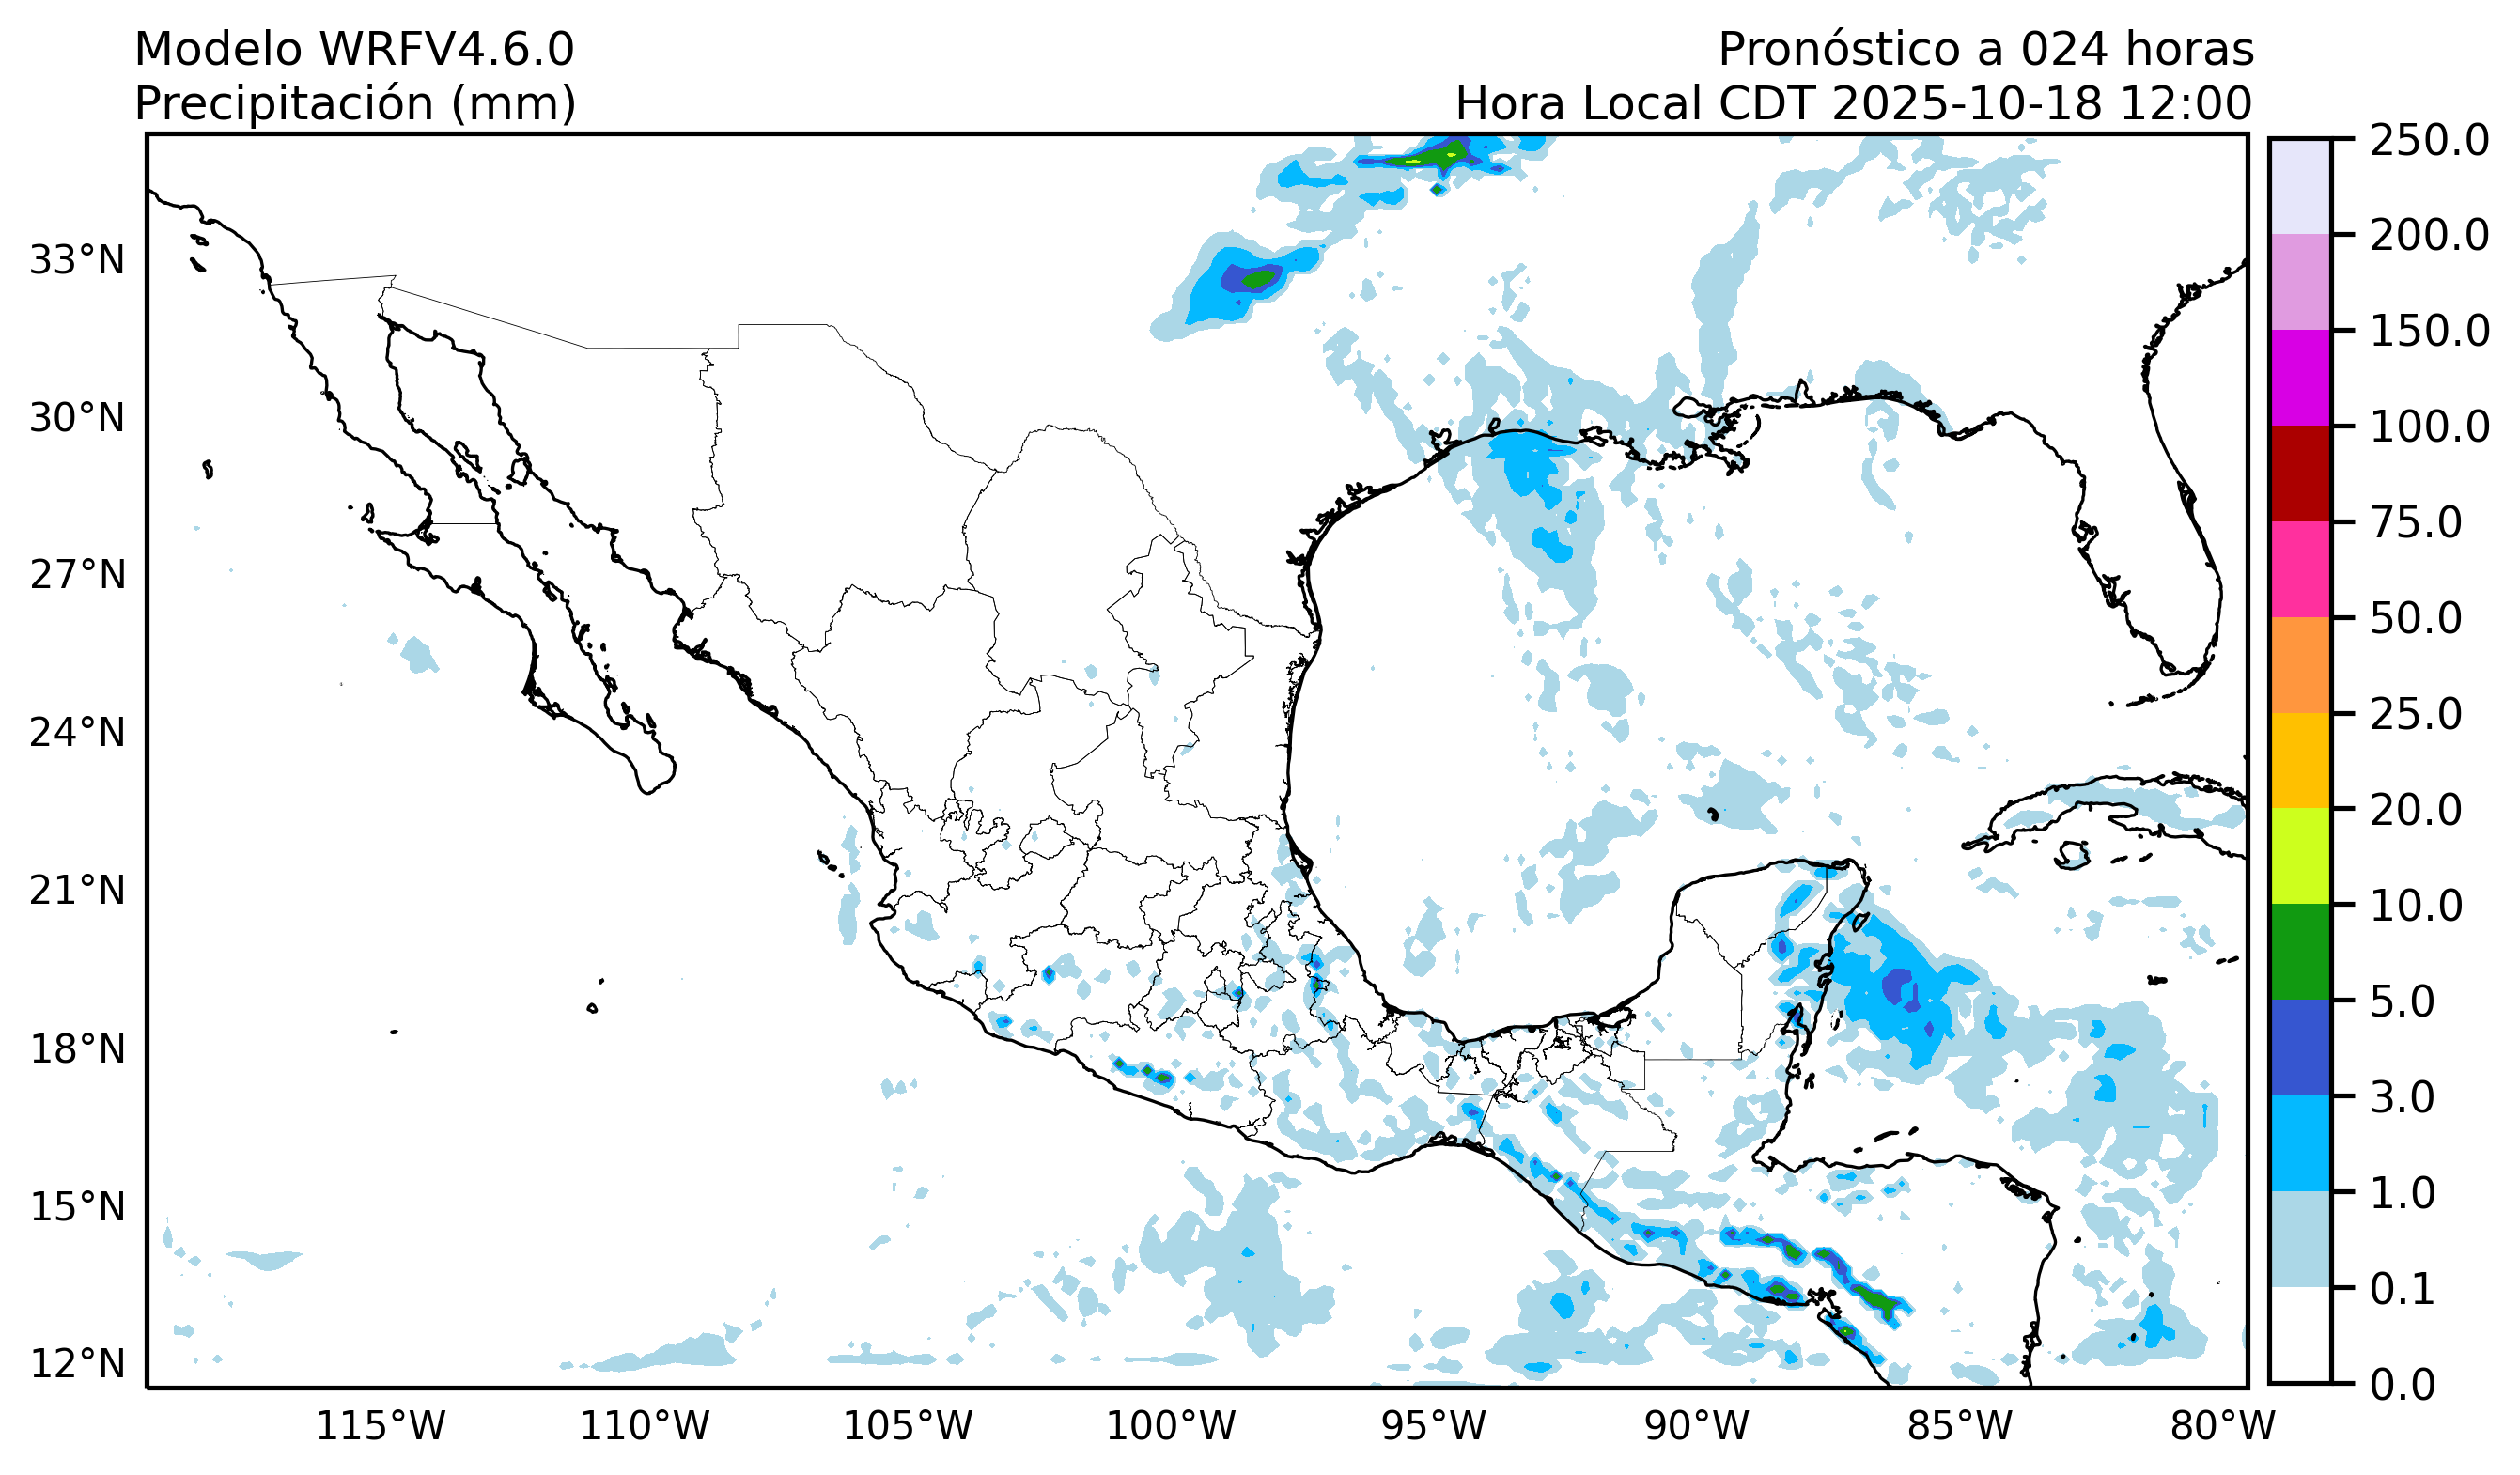 Modelo WRFV4.6.0
Precipitación (mm)
Pronóstico a 024 horas
Hora Local CDT 2025-10-18 12:00
33°N
30°N
27°N
24°N
21°N
18°N
15°N
12°N
115°W
110°W
105°W
100°W
95°W
90°W
85°W
80°W
250.0
200.0
150.0
100.0
75.0
50.0
25.0
20.0
10.0
5.0
3.0
1.0
0.1
0.0